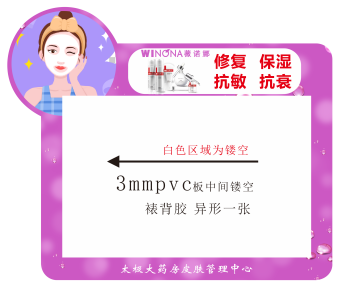 WINONA薇诺娜
修复 保湿
抗敏 抗衰
白色区域为镂空
3mmpvc板中间镂空
裱背胶 异形一张
太极大药房皮肤管理中心